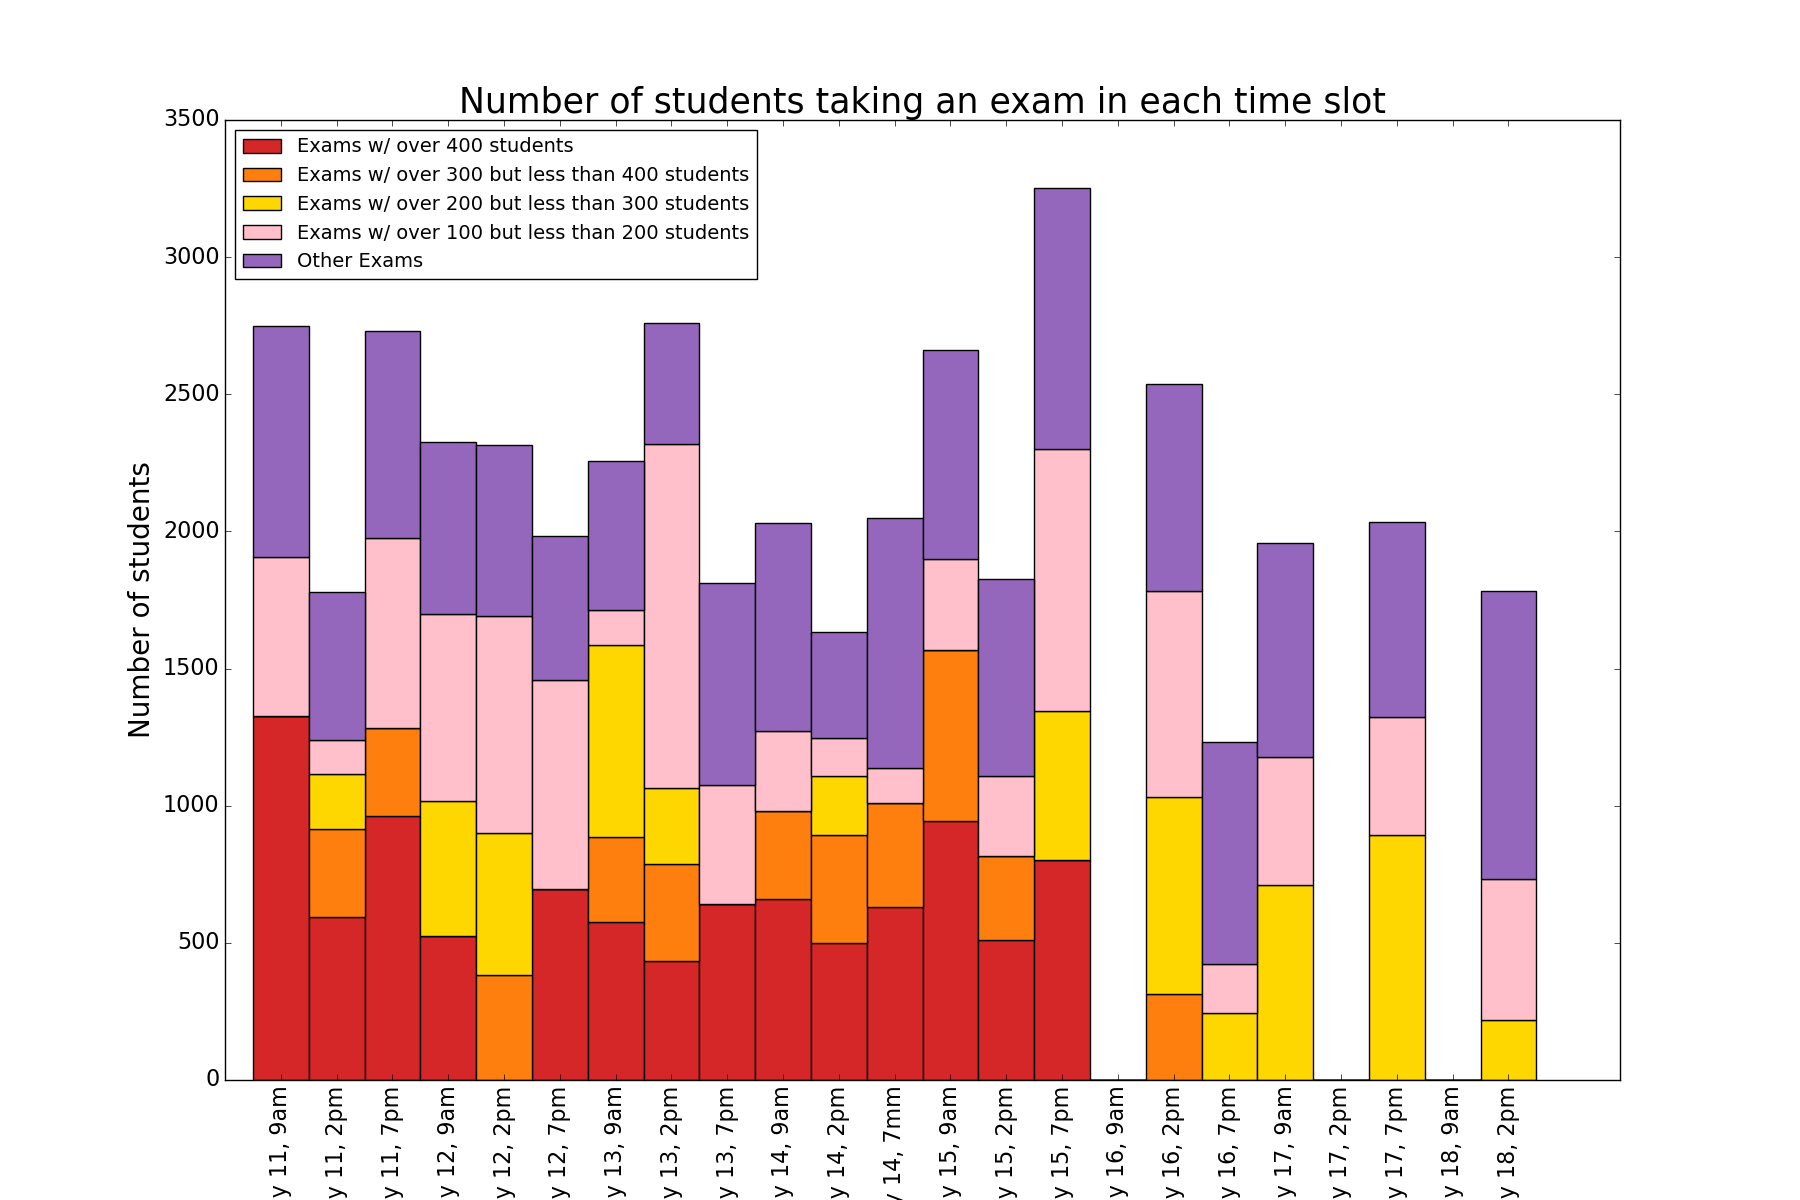 Number of students taking an exam in each time slot
Exams w/ over 400 students
Exams w/ over 300 but less than 400 students
Exams w/ over 200 but less than 300 students
Exams w/ over 100 but less than 200 students
Other Exams
Number of students
3500
3000
2500
2000
1500
1000
500
0
y 11, 9am
y 11, 2pm
y 11, 7pm
y 12, 9am
y 12, 2pm
y 12, 7pm
y 13, 9am
y 13, 2pm
y 13, 7pm
y 14, 9am
y 14, 2pm
y 14, 7mm
y 15, 9am
y 15, 2pm
y 15, 7pm
y 16, 9am
y 16, 2pm
y 16, 7pm
y 17, 9am
y 17, 2pm
y 17, 7pm
y 18, 9am
y 18, 2pm